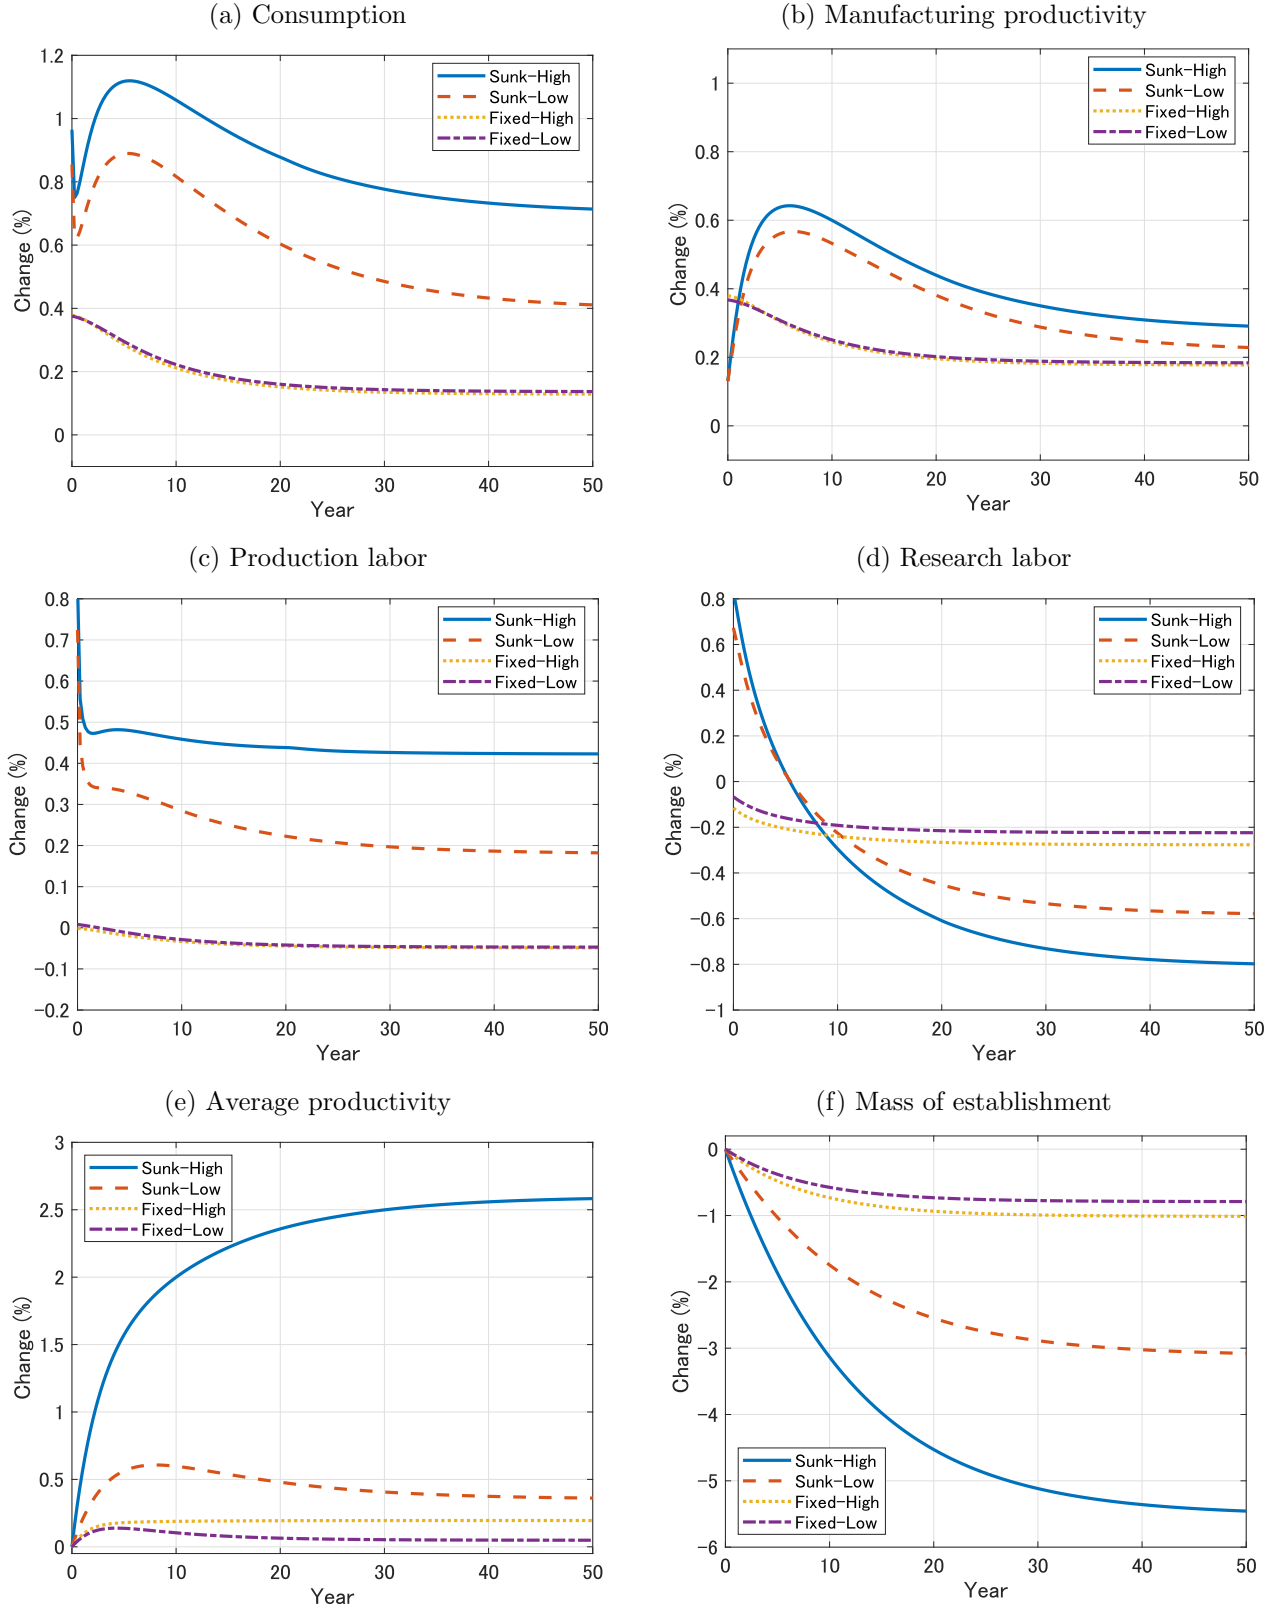 (a) Consumption
1.2
1
0.8
0.6
0.4
0.2
0
Change (%)
0 10 20 30 40 50
Year
Sunk-High
Sunk-Low
Fixed-High
Fixed-Low
(b) Manufacturing productivity
1
0.8
0.6
0.4
0.2
0
Change (%)
0 10 20 30 40 50
Year
Sunk-High
Sunk-Low
Fixed-High
Fixed-Low
(c) Production labor
0.8
0.7
0.6
0.5
0.4
0.3
0.2
0.1
0
-0.1
-0.2
Change (%)
0 10 20 30 40 50
Year
Sunk-High
Sunk-Low
Fixed-High
Fixed-Low
(d) Research labor
0.8
0.6
0.4
0.2
0
-0.2
-0.4
-0.6
-0.8
-1
Change (%)
0 10 20 30 40 50
Year
Sunk-High
Sunk-Low
Fixed-High
Fixed-Low
(e) Average productivity
3
2.5
2
1.5
1
0.5
0
Change (%)
0 10 20 30 40 50
Year
Sunk-High
Sunk-Low
Fixed-High
Fixed-Low
(f) Mass of establishment
0
-1
-2
-3
-4
-5
-6
Change (%)
0 10 20 30 40 50
Year
Sunk-High
Sunk-Low
Fixed-High
Fixed-Low